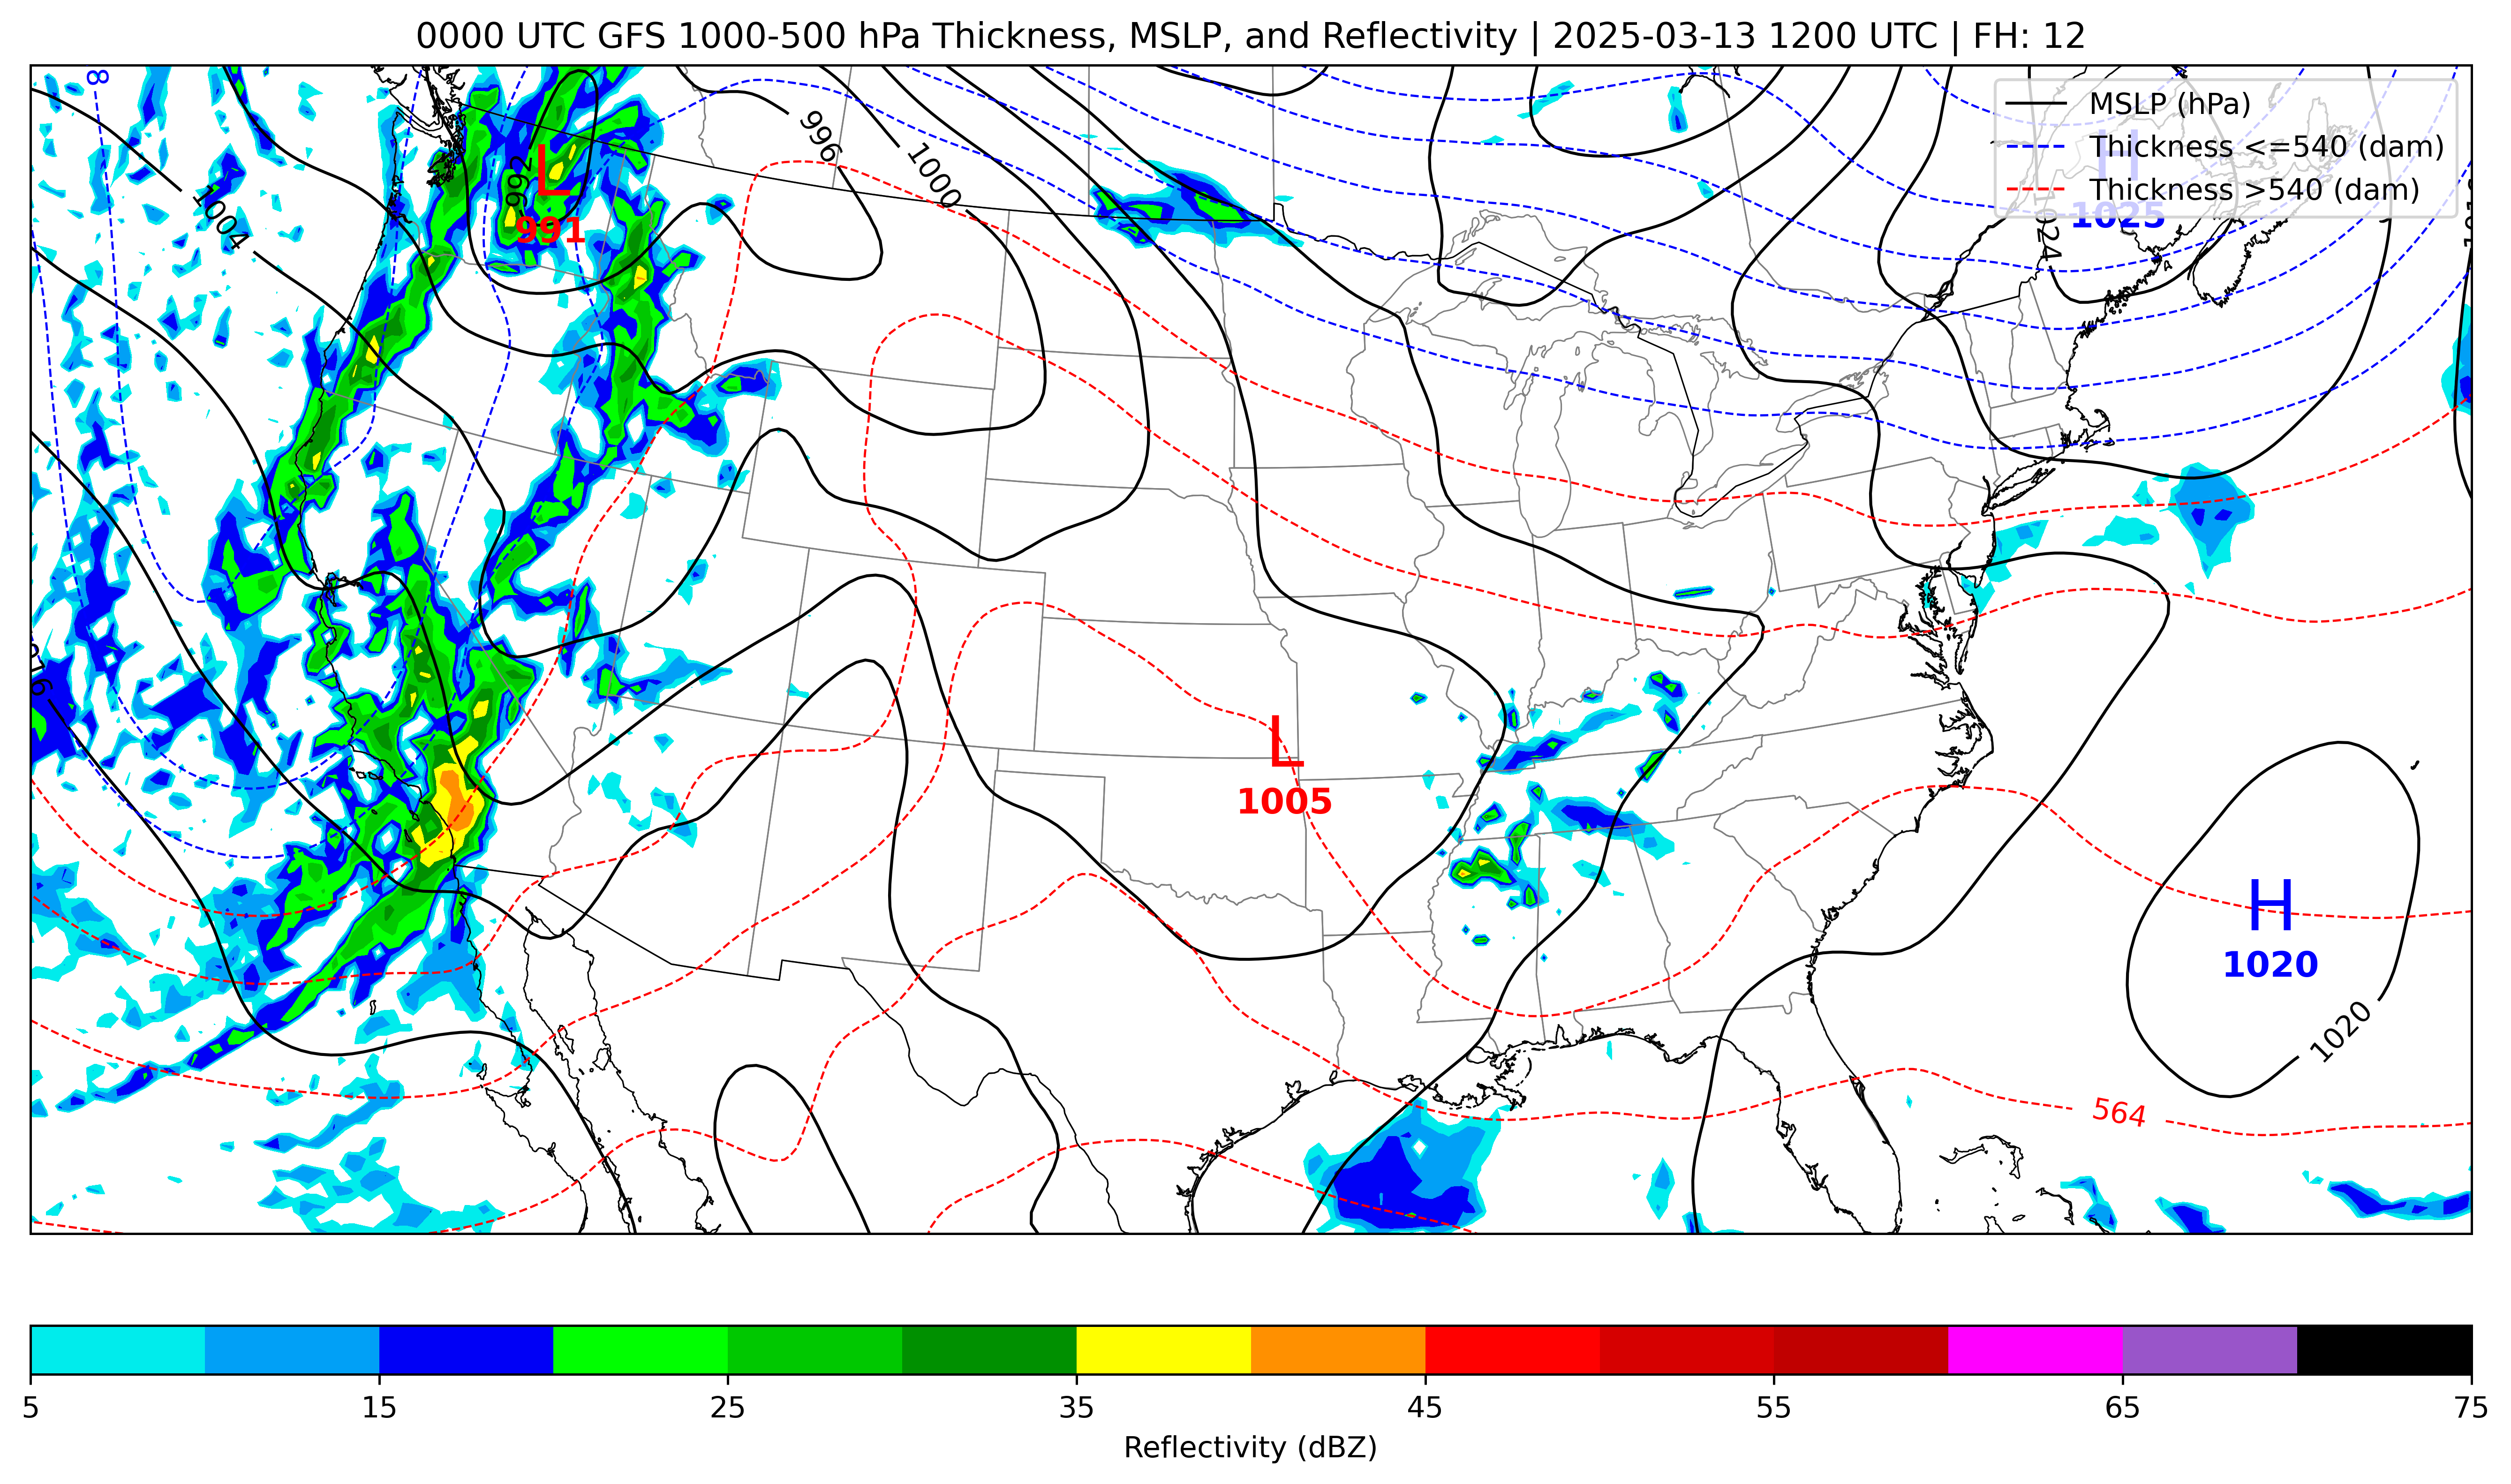 0000 UTC GFS 1000-500 hPa Thickness, MSLP, and Reflectivity | 2025-03-13 1200 UTC | FH: 12
8
MSLP (hPa)
Thickness <=540 (dam)
Thickness >540 (dam)
996
1000
992
L
991
1004
H
1025
1024
L
1005
H
1020
1020
564
5 15 25 35 45 55 65 75
Reflectivity (dBZ)